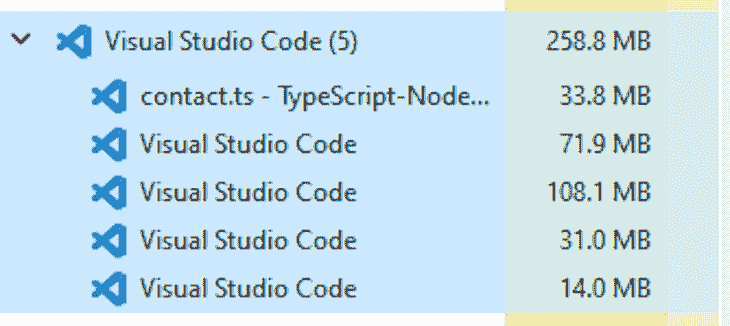 Visual Studio Code (5) 258.8 MB
contact.ts - TypeScript-Node... 33.8 MB
Visual Studio Code 71.9 MB
Visual Studio Code 108.1 MB
Visual Studio Code 31.0 MB
Visual Studio Code 14.0 MB